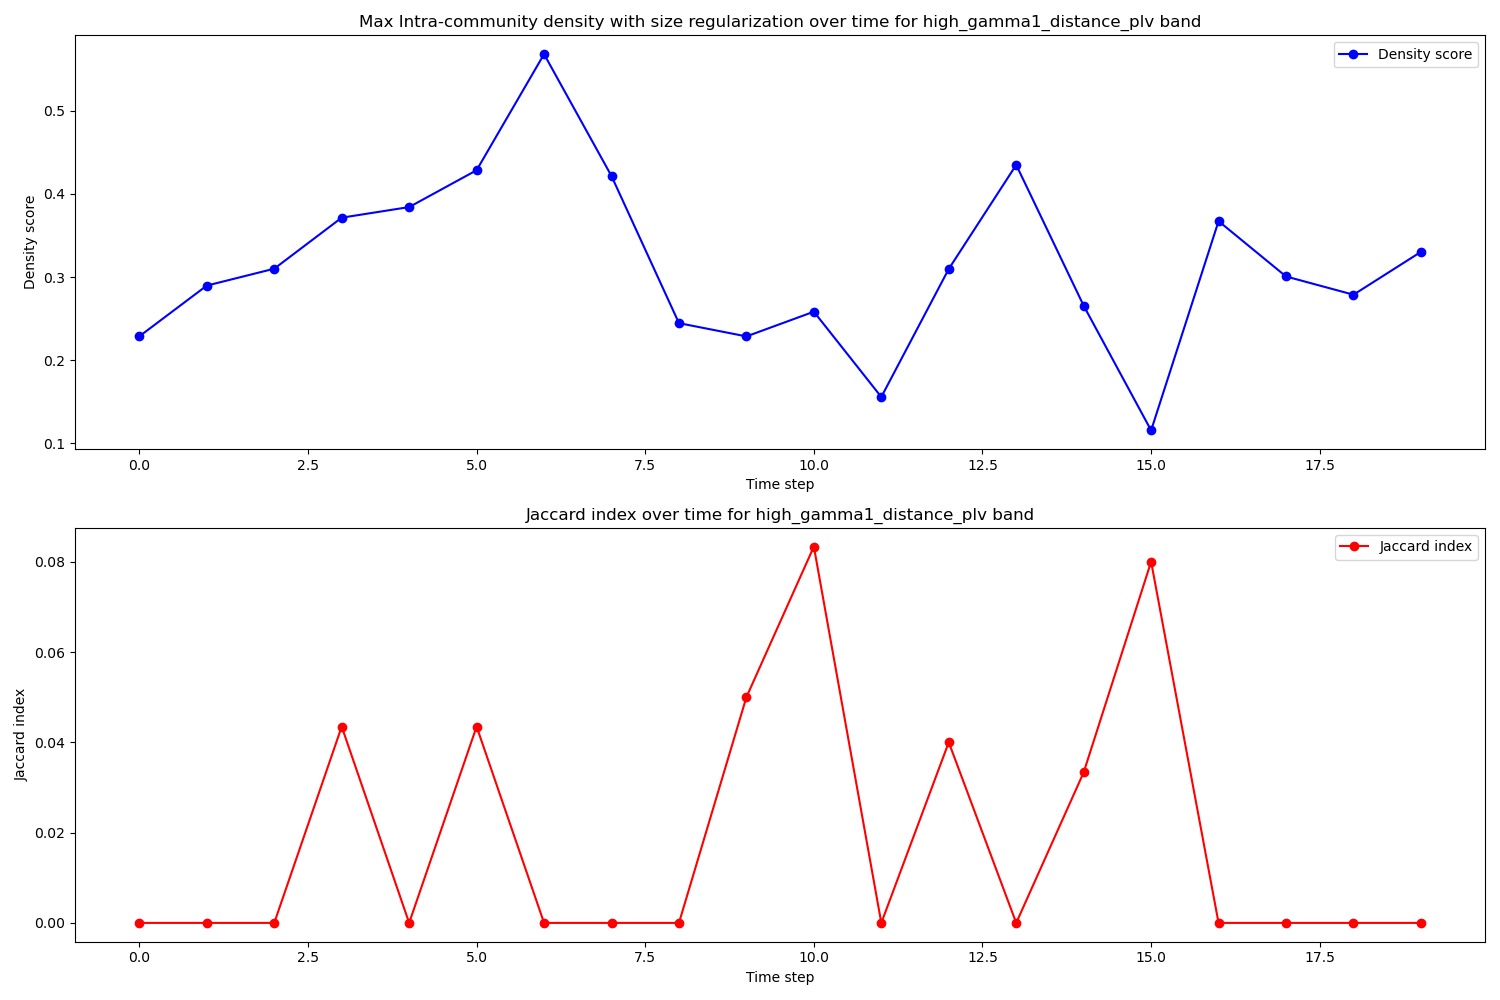 Max Intra-community density with size regularization over time for high_gamma1_distance_plv band
Density score
0.5
0.4
0.3
0.2
0.1
Density score
0.0 2.5 5.0 7.5 10.0 12.5 15.0 17.5
Time step
Jaccard index over time for high_gamma1_distance_plv band
Jaccard index
0.08
0.06
0.04
0.02
0.00
Jaccard index
0.0 2.5 5.0 7.5 10.0 12.5 15.0 17.5
Time step